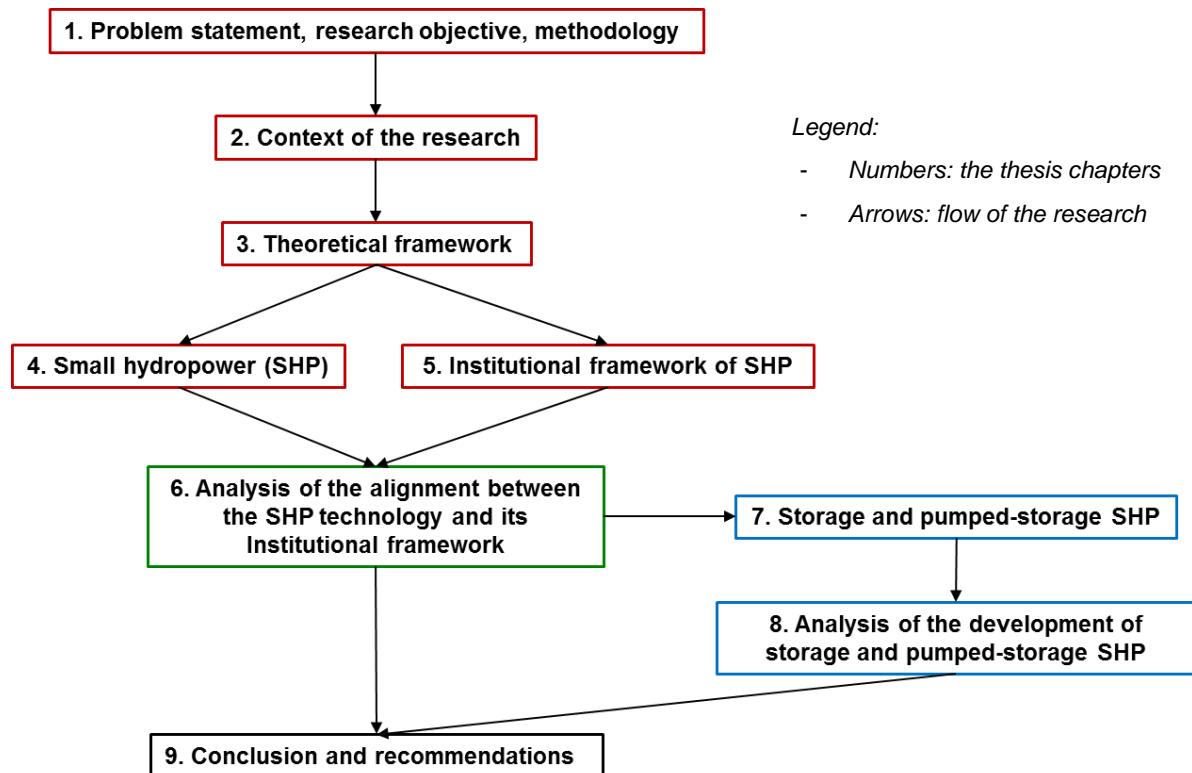 1. Problem statement, research objective, methodology
2. Context of the research
Legend:
- Numbers: the thesis chapters
- Arrows: flow of the research
3. Theoretical framework
4. Small hydropower (SHP)
5. Institutional framework of SHP
6. Analysis of the alignment between
the SHP technology and its
Institutional framework
7. Storage and pumped-storage SHP
8. Analysis of the development of
storage and pumped-storage SHP
9. Conclusion and recommendations